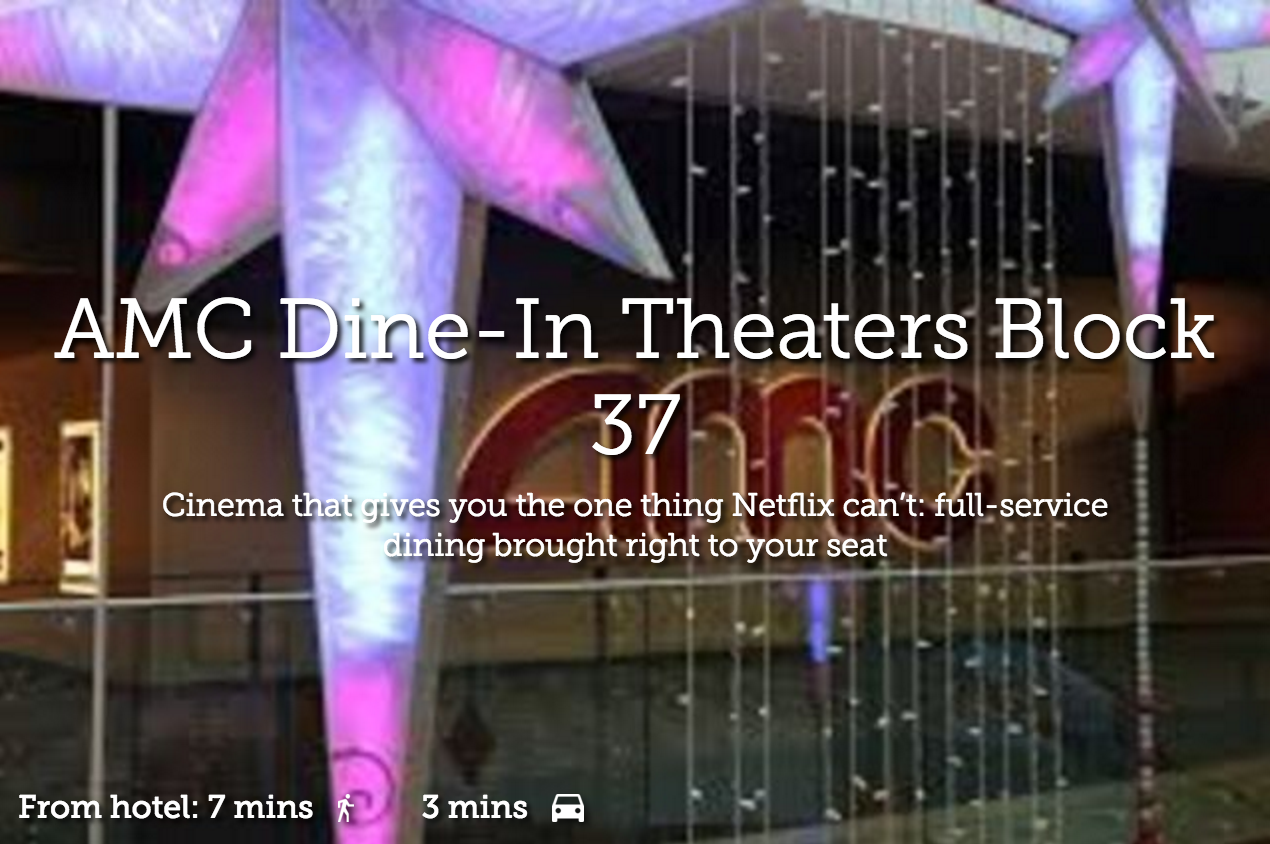 AMC Dine-In Theaters Block
37
amc
Cinema that gives you the one thing Netflix can’t: full-service
dining brought right to your seat
From hotel: 7 mins 3 mins